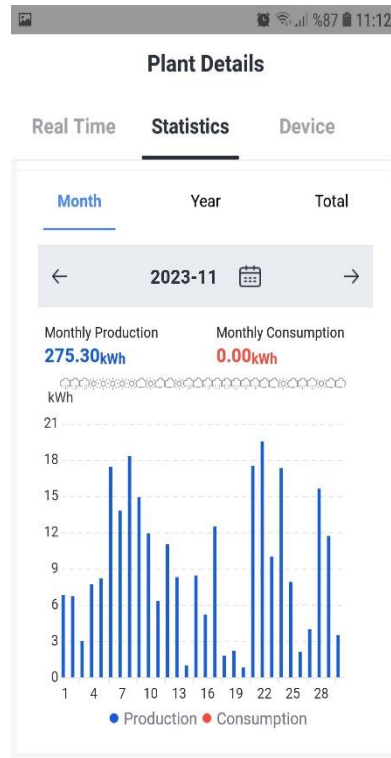 %87 11:12
Plant Details
Real Time Statistics Device
Month Year Total
2023-11
Monthly Production Monthly Consumption
275.30kWh 0.00kWh
kWh
21
18
15
12
9
6
3
0
1 4 7 10 13 16 19 22 25 28
Production Consumption